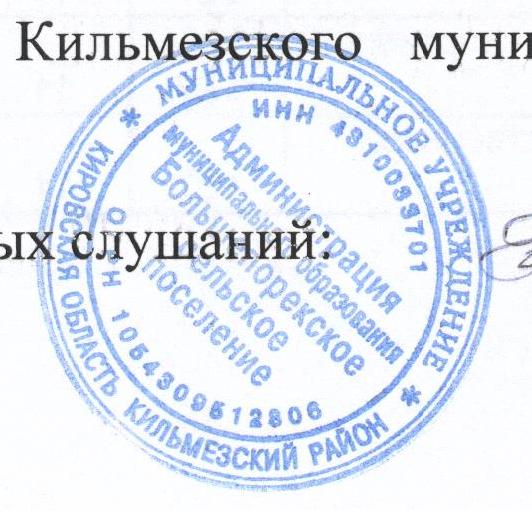 Кильмезского муни
ых слушаний:
* МУНИЦИПАЛЬНОЕ УЧРЕЖДЕНИЕ *
КИРОВСКАЯ ОБЛАСТЬ КИЛЬМЕЗСКИЙ РАЙОН
ИНН 4310033701
1054309512806
Администрация
муниципального образования
Большепорекское
сельское
поселение